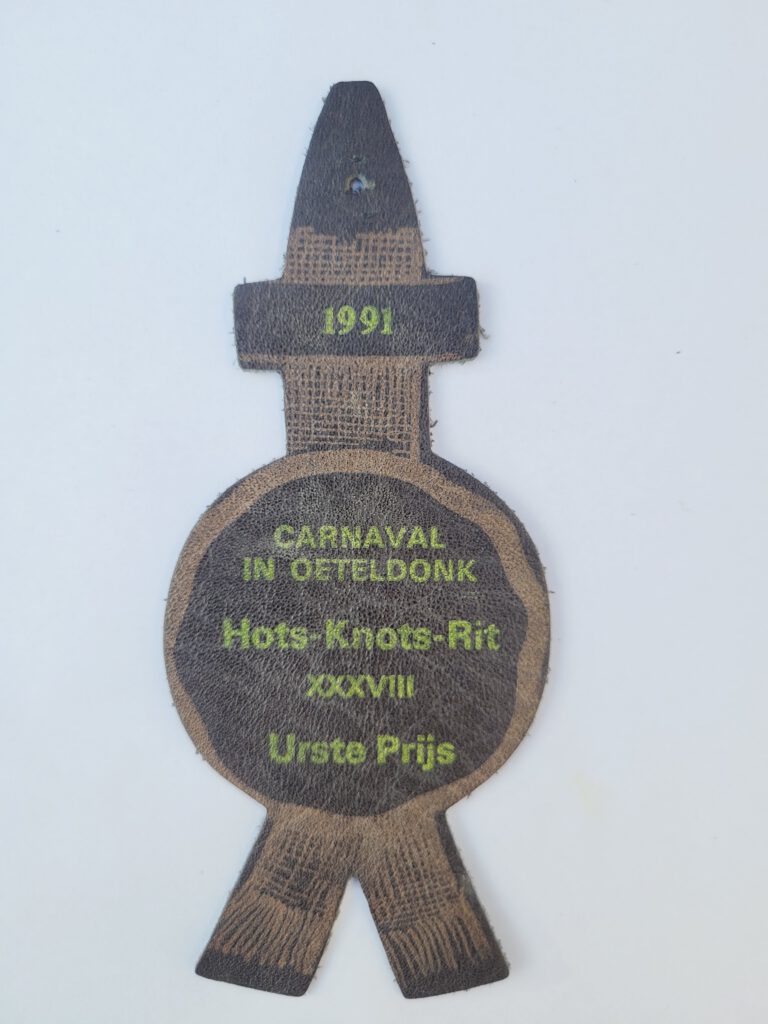 1991
CARNAVAL
IN OETELDONK
Hots-Knots-Rit
XXXVIII
Urste Prijs